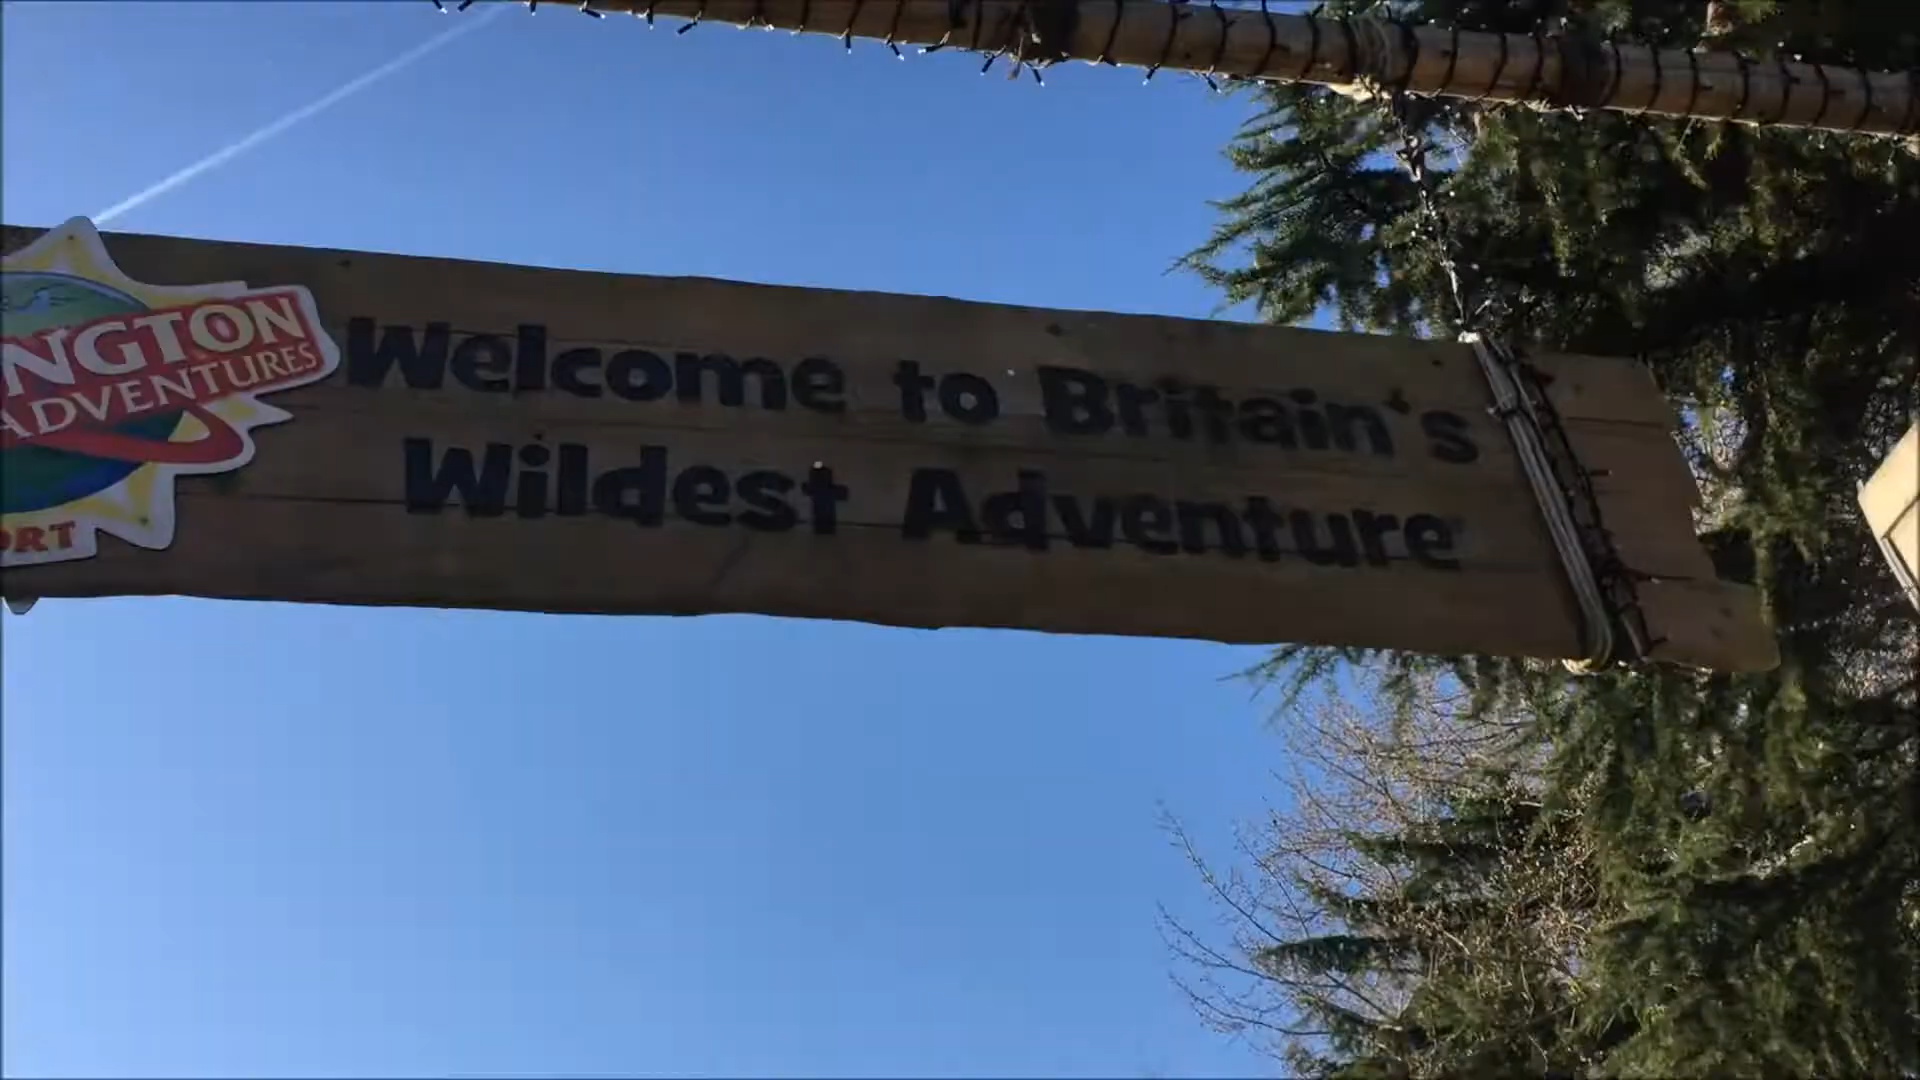 NGTON
ADVENTURES
ORT
Welcome to Britain's
Wildest Adventure